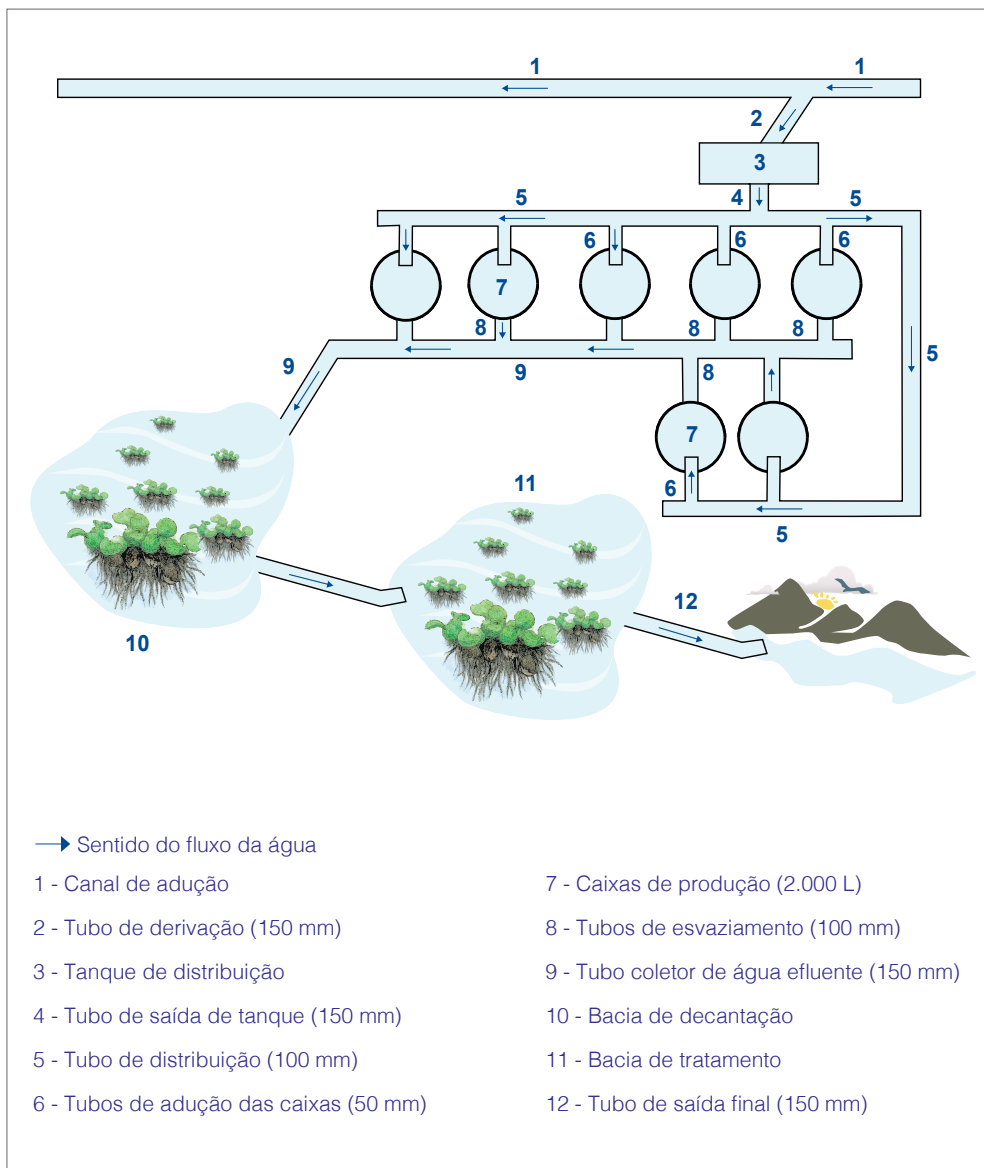 1 1
2
3
4
5 5
6 6 6
7
8 8 8
9 9
5
8
7
6
5
11
10
12
Sentido do fluxo da água
1 - Canal de adução
2 - Tubo de derivação (150 mm)
3 - Tanque de distribuição
4 - Tubo de saída de tanque (150 mm)
5 - Tubo de distribuição (100 mm)
6 - Tubos de adução das caixas (50 mm)
7 - Caixas de produção (2.000 L)
8 - Tubos de esvaziamento (100 mm)
9 - Tubo coletor de água efluente (150 mm)
10 - Bacia de decantação
11 - Bacia de tratamento
12 - Tubo de saída final (150 mm)